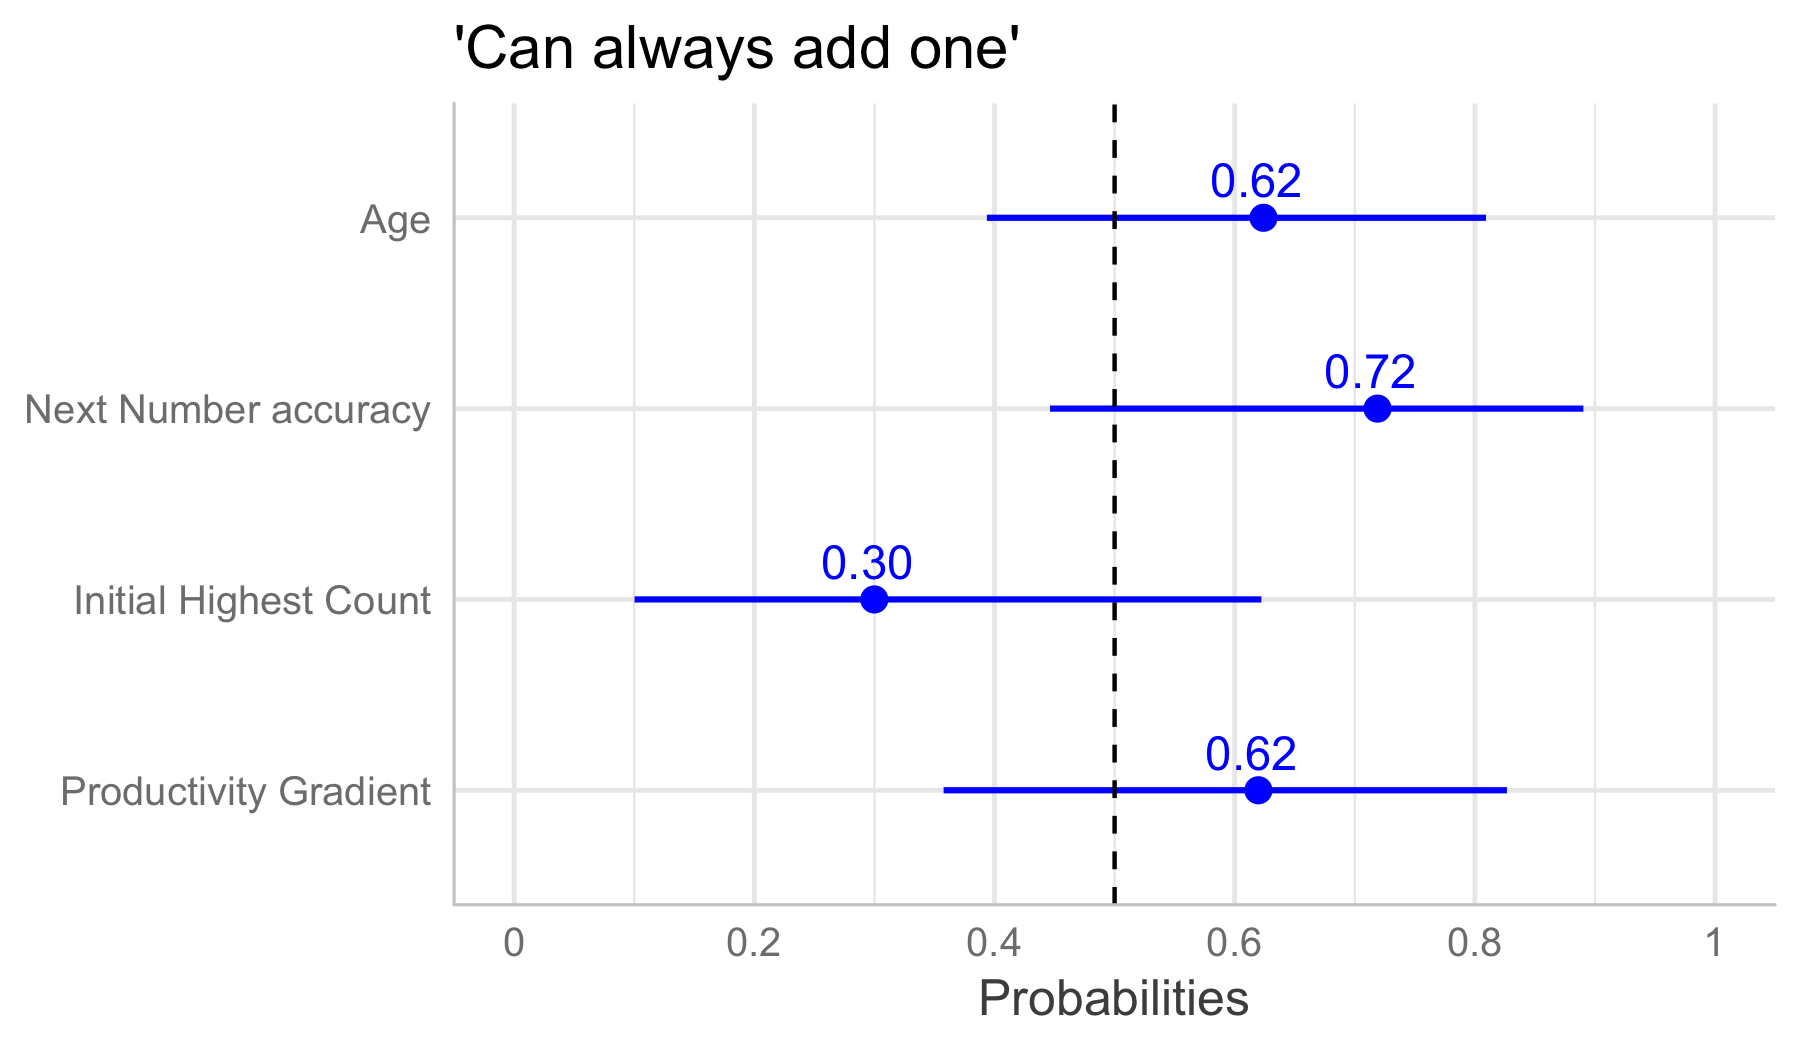 'Can always add one'
0.62
Age
0.72
Next Number accuracy
0.30
Initial Highest Count
0.62
Productivity Gradient
0 0.2 0.4 0.6 0.8 1
Probabilities